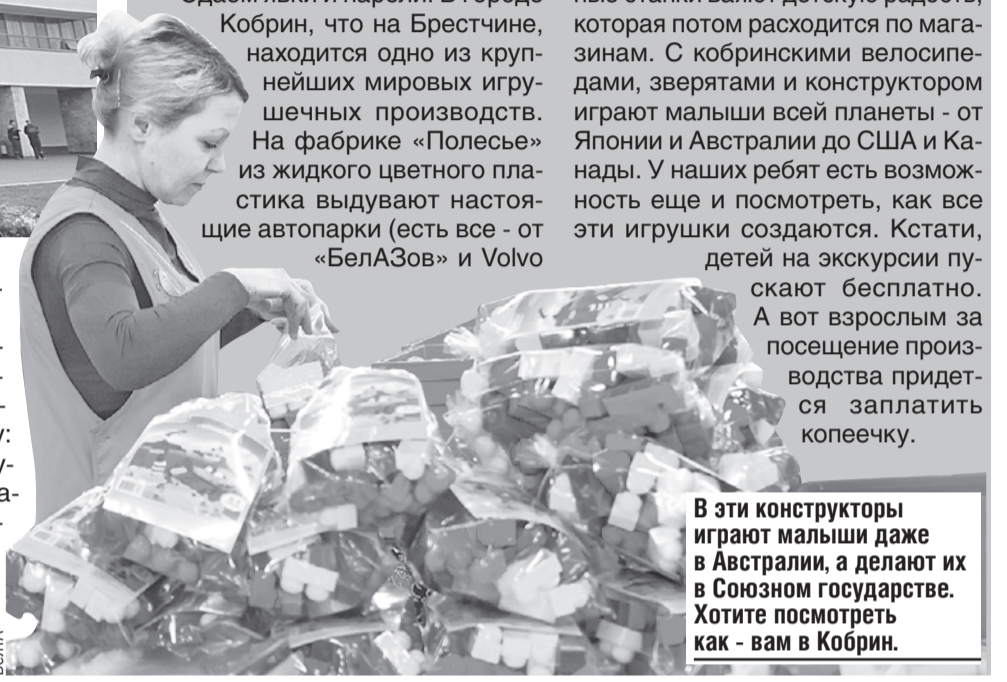 Кобрин, что на Брестчине,
находится одно из круп-
нейших мировых игру-
шечных производств.
На фабрике «Полесье»
из жидкого цветного пла-
стика выдувают настоя-
щие автопарки (есть все - от
«БелАЗов» и Volvo
которая потом расходится по мага-
зинам. С кобринскими велосипе-
дами, зверятами и конструктором
играют малыши всей планеты - от
Японии и Австралии до США и Ка-
нады. У наших ребят есть возмож-
ность еще и посмотреть, как все
эти игрушки создаются. Кстати,
детей на экскурсии пу-
скают бесплатно.
А вот взрослым за
посещение произ-
водства придет-
ся заплатить
копеечку.
В эти конструкторы
играют малыши даже
в Австралии, а делают их
в Союзном государстве.
Хотите посмотреть
как - вам в Кобрин.